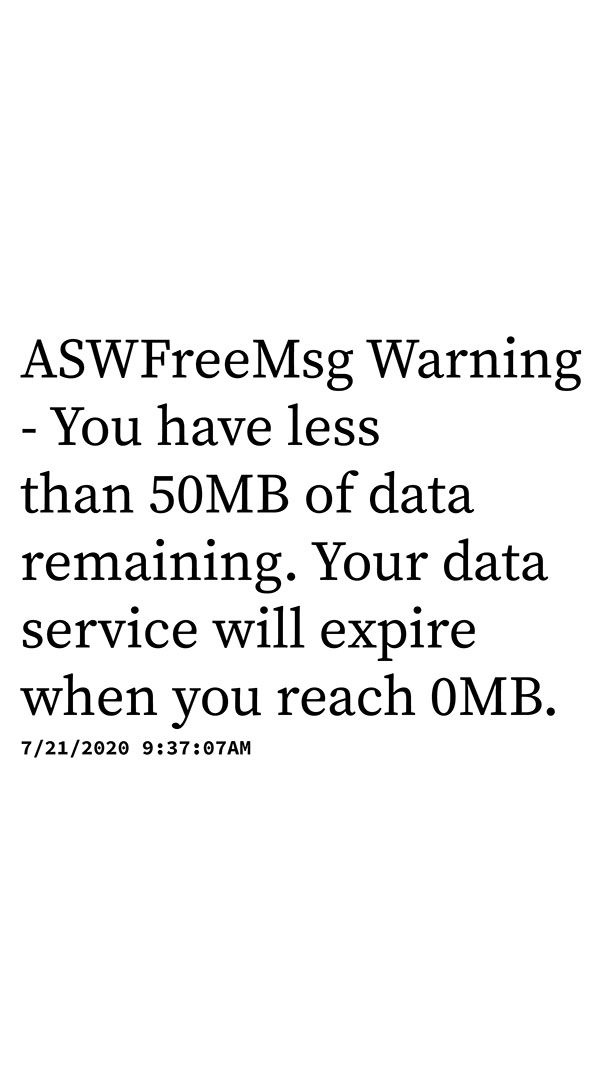 ASWFreeMsg Warning
- You have less
than 50MB of data
remaining. Your data
service will expire
when you reach 0MB.
7/21/2020 9:37:07AM